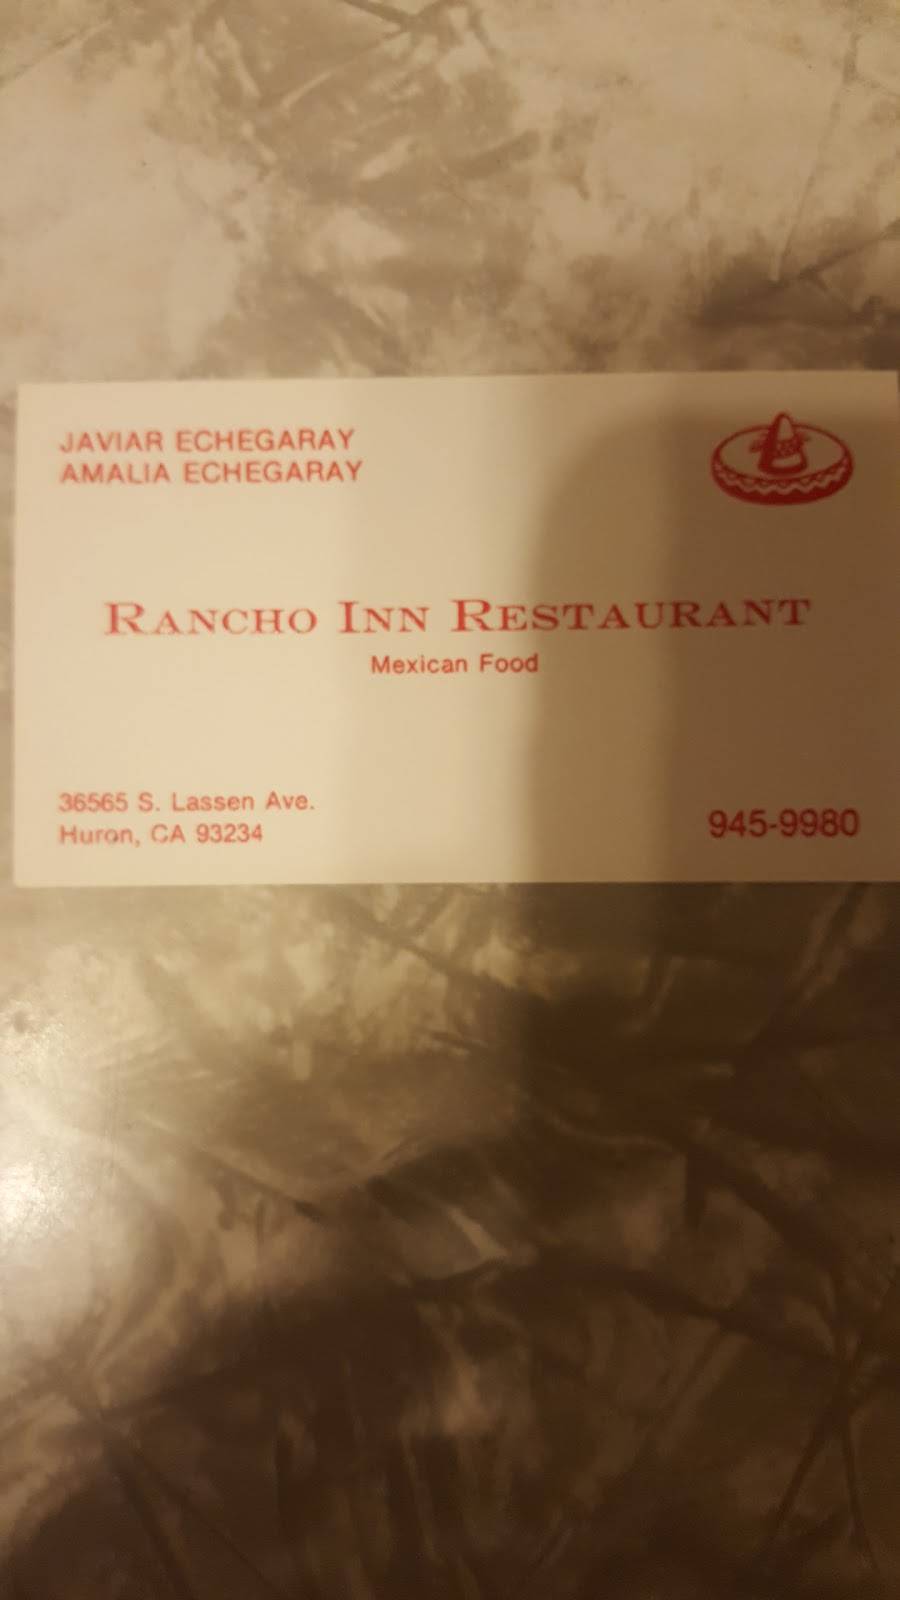 JAVIAR ECHEGARAY
AMALIA ECHEGARAY
RANCHO INN RESTAURANT
Mexican Food
36565 S. Lassen Ave.
Huron, CA 93234
945-9980